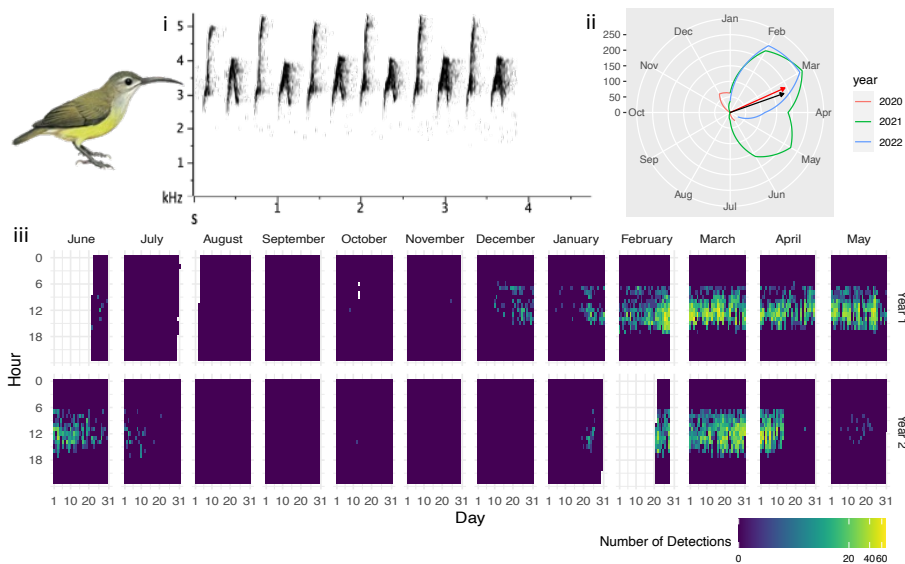 i
5
4
3
2
1
kHz
s
1
2
3
4
ii
Jan
Feb
Mar
Apr
May
Jun
Jul
Aug
Sep
Oct
Nov
Dec
250
200
150
100
50
0
year
2020
2021
2022
iii
June July August September October November December January February March April May
0
6
12
18
Year 1
Hour
0
6
12
18
Year 2
1 10 20 31 1 10 20 31 1 10 20 31 1 10 20 31 1 10 20 31 1 10 20 31 1 10 20 31 1 10 20 31 1 10 20 31 1 10 20 31 1 10 20 31 1 10 20 31
Day
Number of Detections
0 20 40 60